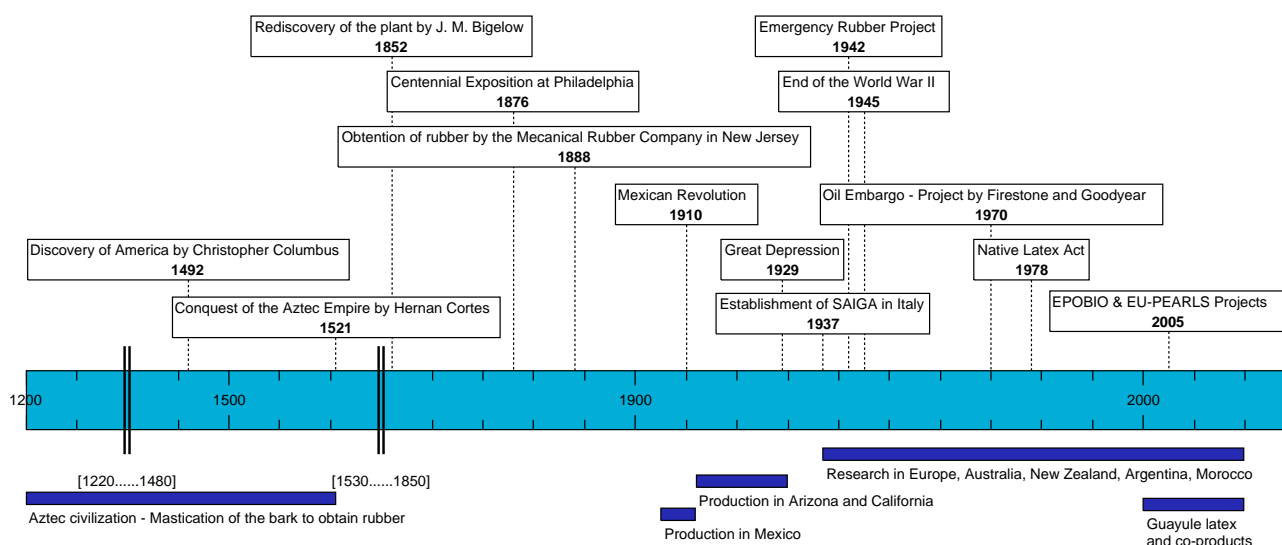 Rediscovery of the plant by J. M. Bigelow
1852
Emergency Rubber Project
1942
Centennial Exposition at Philadelphia
1876
End of the World War II
1945
Obtention of rubber by the Mecanical Rubber Company in New Jersey
1888
Mexican Revolution
1910
Oil Embargo - Project by Firestone and Goodyear
1970
Discovery of America by Christopher Columbus
1492
Great Depression
1929
Native Latex Act
1978
Conquest of the Aztec Empire by Hernan Cortes
1521
Establishment of SAIGA in Italy
1937
EPOBIO & EU-PEARLS Projects
2005
1200
1500
1900
2000
[1220......1480]
[1530......1850]
Research in Europe, Australia, New Zealand, Argentina, Morocco
Production in Arizona and California
Aztec civilization - Mastication of the bark to obtain rubber
Production in Mexico
Guayule latex
and co-products